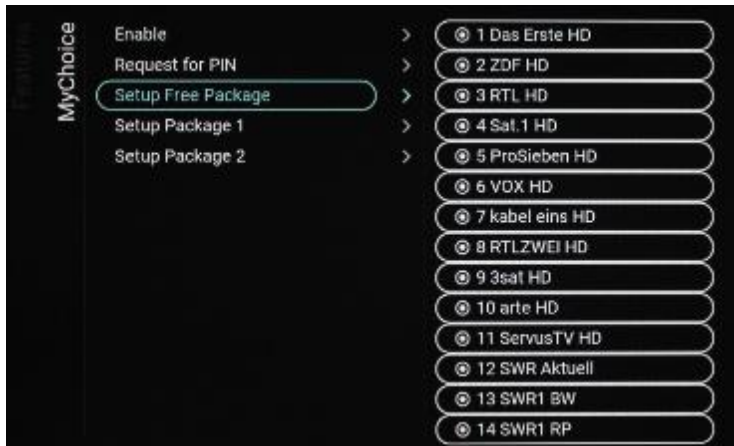 Features
MyChoice
Enable
Request for PIN
Setup Free Package
Setup Package 1
Setup Package 2
1 Das Erste HD
2 ZDF HD
3 RTL HD
4 Sat.1 HD
5 ProSieben HD
6 VOX HD
7 kabel eins HD
8 RTLZWEI HD
9 3sat HD
10 arte HD
11 ServusTV HD
12 SWR Aktuell
13 SWR1 BW
14 SWR1 RP